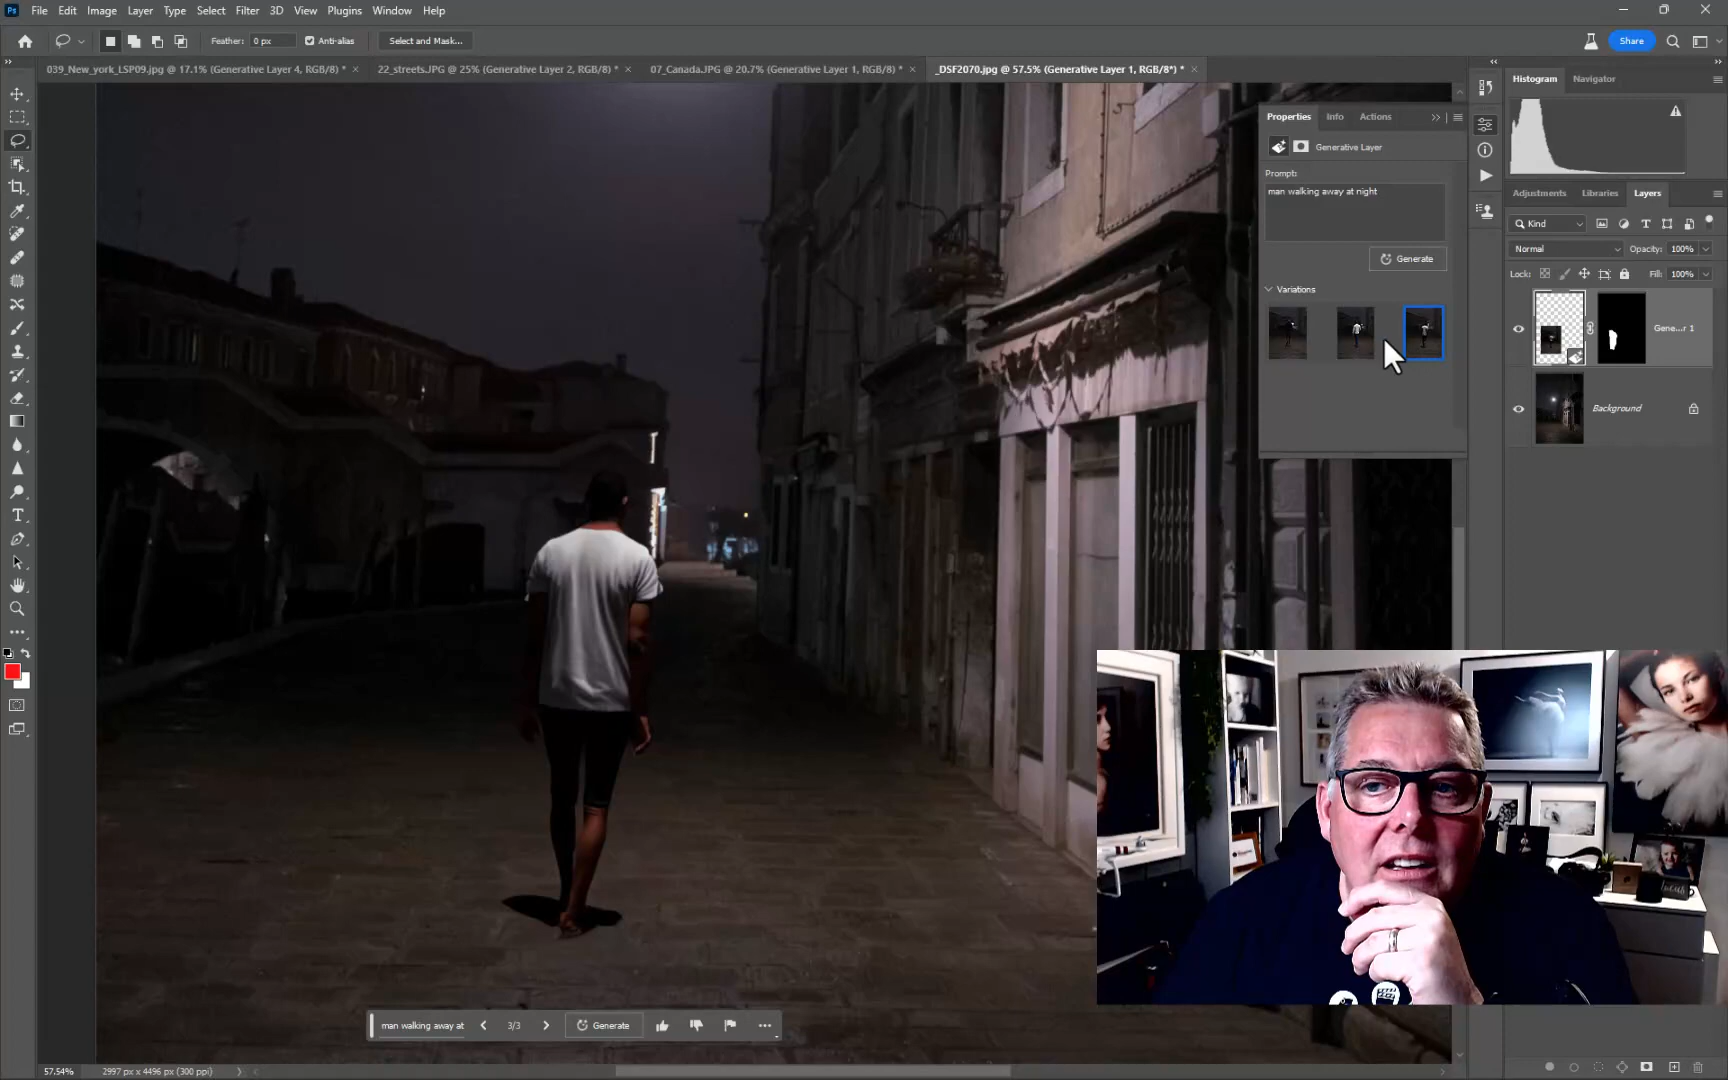 Ps File Edit Image Layer Type Select Filter 3D View Plugins Window Help
Feather: 0 px Anti-alias Select and Mask... Share
039_New_york_LSP09.jpg @ 17.1% (Generative Layer 4, RGB/8) * × 22_streets.JPG @ 25% (Generative Layer 2, RGB/8) * × 07_Canada.JPG @ 20.7% (Generative Layer 1, RGB/8) * × _DSF2070.jpg @ 57.5% (Generative Layer 1, RGB/8*) * ×
Histogram Navigator
Properties Info Actions
Generative Layer
Prompt:
man walking away at night
Generate
Variations
Adjustments Libraries Layers
Kind
Normal Opacity: 100%
Lock: Fill: 100%
Gene...r 1
Background
man walking away at 3/3 Generate
57.54% 2997 px x 4496 px (300 ppi)